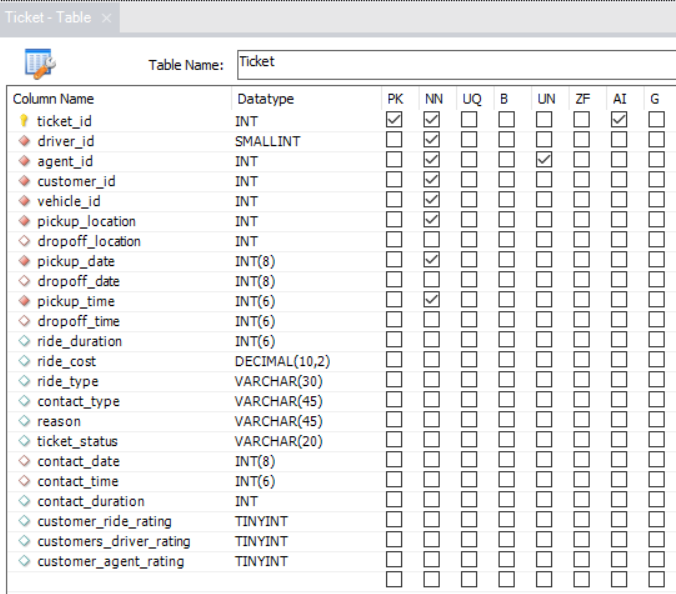 Ticket - Table ×
Table Name: Ticket
Column Name Datatype PK NN UQ B UN ZF AI G
ticket_id INT
driver_id SMALLINT
agent_id INT
customer_id INT
vehicle_id INT
pickup_location INT
dropoff_location INT
pickup_date INT(8)
dropoff_date INT(8)
pickup_time INT(6)
dropoff_time INT(6)
ride_duration INT(6)
ride_cost DECIMAL(10,2)
ride_type VARCHAR(30)
contact_type VARCHAR(45)
reason VARCHAR(45)
ticket_status VARCHAR(20)
contact_date INT(8)
contact_time INT(6)
contact_duration INT
customer_ride_rating TINYINT
customers_driver_rating TINYINT
customer_agent_rating TINYINT